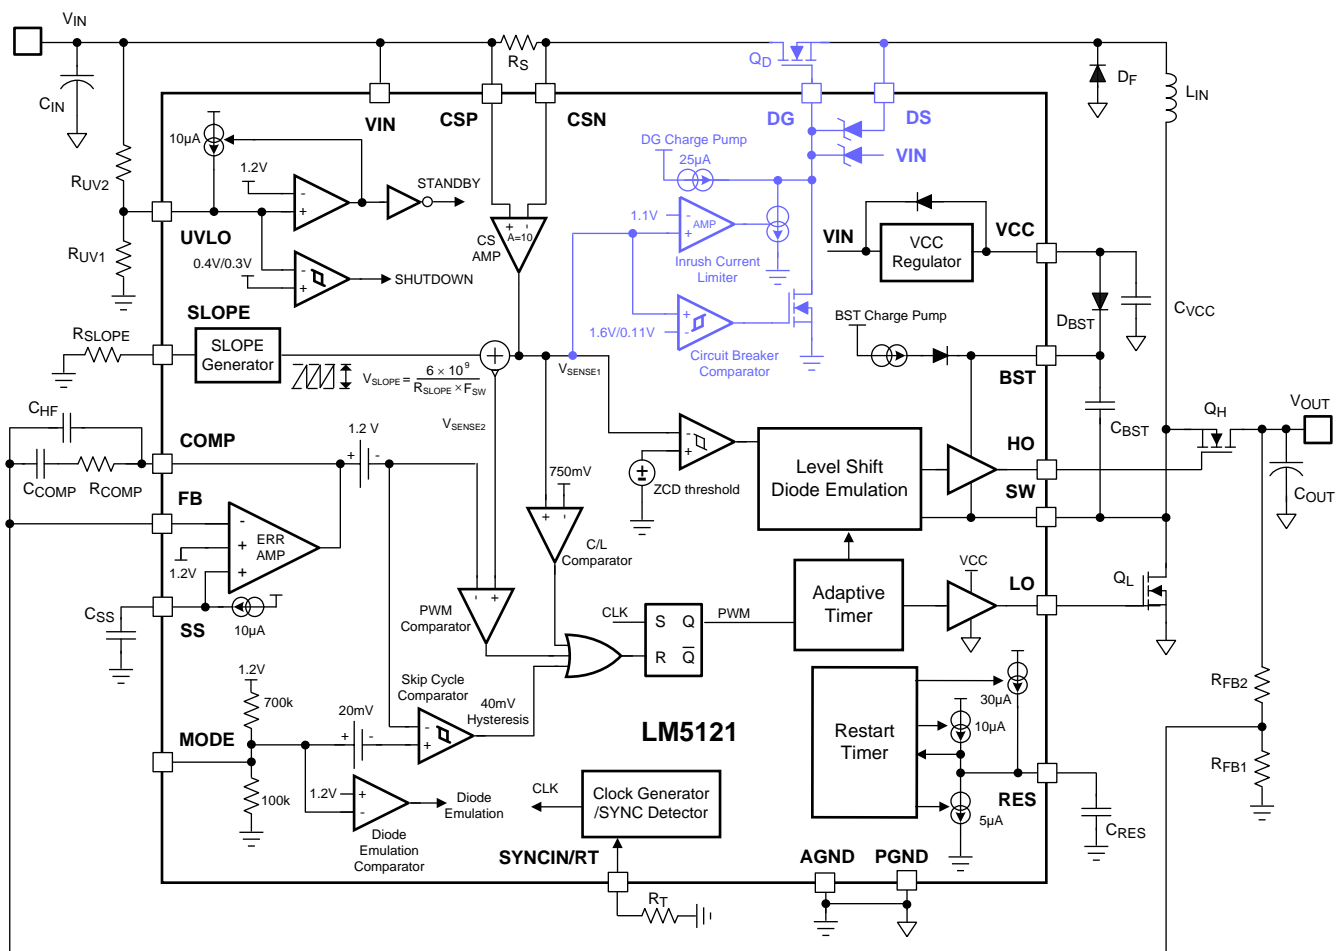 VIN
RS
QD
DF
LIN
CIN
VIN
CSP
CSN
DG
DS
10µA
DG Charge Pump
25µA
VIN
1.2V
STANDBY
RUV2
-
+
UVLO
+ -
A=10
CS
AMP
1.1V
-
+
AMP
Inrush Current
Limiter
VIN
VCC
Regulator
VCC
RUV1
0.4V/0.3V
-
+
SHUTDOWN
CVCC
DBST
SLOPE
RSLOPE
SLOPE
Generator
VSLOPE = 6 × 10^9 / RSLOPE × FSW
+
VSENSE1
1.6V/0.11V
+
-
Circuit Breaker
Comparator
BST Charge Pump
BST
CHF
COMP
1.2 V
+ -
VSENSE2
CBST
QH
VOUT
CCOMP
RCOMP
750mV
-
+
ZCD threshold
Level Shift
Diode Emulation
HO
SW
COUT
FB
-
+
+
ERR
AMP
1.2V
+ -
C/L
Comparator
VCC
QL
LO
CSS
SS
10µA
- +
PWM
Comparator
CLK
S Q
R Q̅
PWM
Adaptive
Timer
1.2V
700k
Skip Cycle
Comparator
20mV
+ -
40mV
Hysteresis
-
+
30µA
10µA
RFB2
MODE
LM5121
Restart
Timer
RES
RFB1
100k
1.2V
+
-
Diode
Emulation
CLK
Clock Generator
/SYNC Detector
5µA
CRES
Diode
Emulation
Comparator
SYNCIN/RT
AGND
PGND
RT